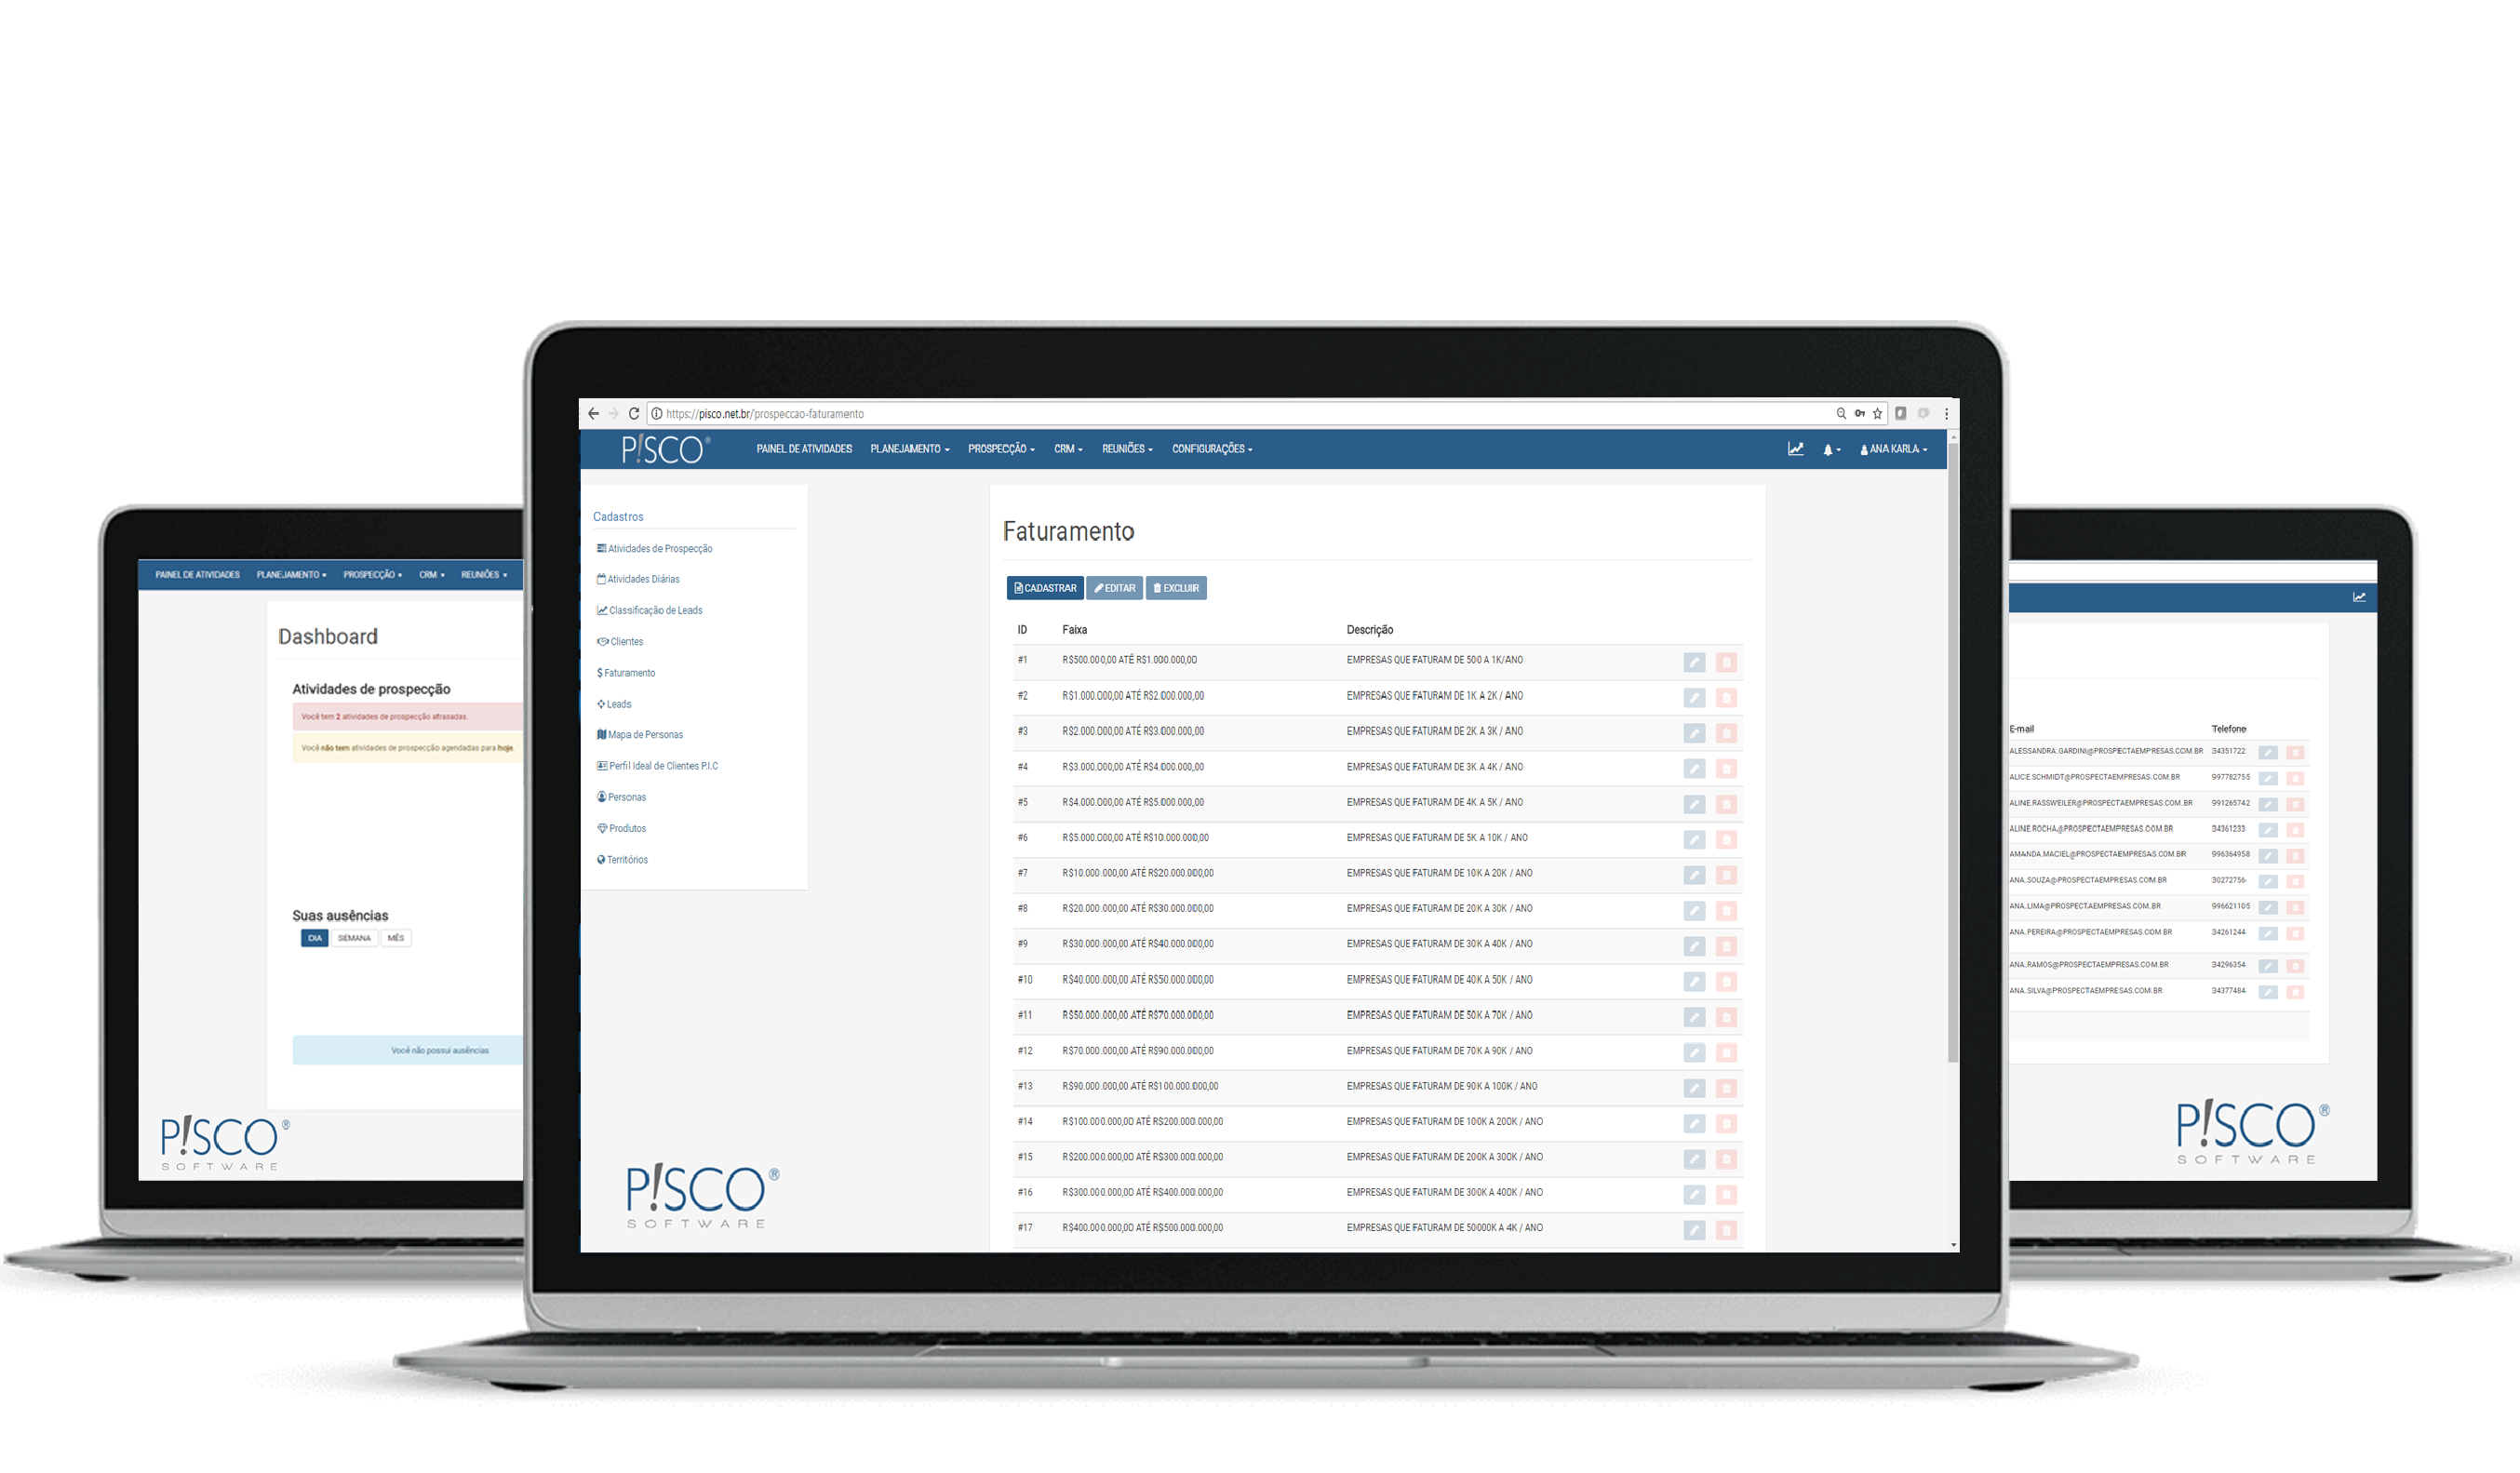 PAINEL DE ATIVIDADES PLANEJAMENTO PROSPECÇÃO CRM REUNIÕES
Dashboard
Atividades de prospecção
Você tem 2 atividades de prospecção atrasadas.
Você não tem atividades de prospecção agendadas para hoje.
Suas ausências
DIA SEMANA MÊS
Você não possui ausências
P!SCO®
SOFTWARE
https://pisco.net.br/prospeccao-faturamento
P!SCO® PAINEL DE ATIVIDADES PLANEJAMENTO PROSPECÇÃO CRM REUNIÕES CONFIGURAÇÕES ANA KARLA
Cadastros
Atividades de Prospecção
Atividades Diárias
Classificação de Leads
Clientes
Faturamento
Leads
Mapa de Personas
Perfil Ideal de Clientes P.I.C
Personas
Produtos
Territórios
P!SCO®
SOFTWARE
Faturamento
CADASTRAR EDITAR EXCLUIR
ID Faixa Descrição
#1 R$500.000,00 ATÉ R$1.000.000,00 EMPRESAS QUE FATURAM DE 500 A 1K/ANO
#2 R$1.000.000,00 ATÉ R$2.000.000,00 EMPRESAS QUE FATURAM DE 1K A 2K / ANO
#3 R$2.000.000,00 ATÉ R$3.000.000,00 EMPRESAS QUE FATURAM DE 2K A 3K / ANO
#4 R$3.000.000,00 ATÉ R$4.000.000,00 EMPRESAS QUE FATURAM DE 3K A 4K / ANO
#5 R$4.000.000,00 ATÉ R$5.000.000,00 EMPRESAS QUE FATURAM DE 4K A 5K / ANO
#6 R$5.000.000,00 ATÉ R$10.000.000,00 EMPRESAS QUE FATURAM DE 5K A 10K / ANO
#7 R$10.000.000,00 ATÉ R$20.000.000,00 EMPRESAS QUE FATURAM DE 10K A 20K / ANO
#8 R$20.000.000,00 ATÉ R$30.000.000,00 EMPRESAS QUE FATURAM DE 20K A 30K / ANO
#9 R$30.000.000,00 ATÉ R$40.000.000,00 EMPRESAS QUE FATURAM DE 30K A 40K / ANO
#10 R$40.000.000,00 ATÉ R$50.000.000,00 EMPRESAS QUE FATURAM DE 40K A 50K / ANO
#11 R$50.000.000,00 ATÉ R$70.000.000,00 EMPRESAS QUE FATURAM DE 50K A 70K / ANO
#12 R$70.000.000,00 ATÉ R$90.000.000,00 EMPRESAS QUE FATURAM DE 70K A 90K / ANO
#13 R$90.000.000,00 ATÉ R$100.000.000,00 EMPRESAS QUE FATURAM DE 90K A 100K / ANO
#14 R$100.000.000,00 ATÉ R$200.000.000,00 EMPRESAS QUE FATURAM DE 100K A 200K / ANO
#15 R$200.000.000,00 ATÉ R$300.000.000,00 EMPRESAS QUE FATURAM DE 200K A 300K / ANO
#16 R$300.000.000,00 ATÉ R$400.000.000,00 EMPRESAS QUE FATURAM DE 300K A 400K / ANO
#17 R$400.000.000,00 ATÉ R$500.000.000,00 EMPRESAS QUE FATURAM DE 50000K A 4K / ANO
E-mail Telefone
ALESSANDRA.GARDINI@PROSPECTAEMPRESAS.COM.BR 34351722
ALICE.SCHMIDT@PROSPECTAEMPRESAS.COM.BR 997782755
ALINE.RASSWEILER@PROSPECTAEMPRESAS.COM.BR 991265742
ALINE.ROCHA@PROSPECTAEMPRESAS.COM.BR 34361233
AMANDA.MACIEL@PROSPECTAEMPRESAS.COM.BR 996364958
ANA.SOUZA@PROSPECTAEMPRESAS.COM.BR 30272756
ANA.LIMA@PROSPECTAEMPRESAS.COM.BR 996621105
ANA.PEREIRA@PROSPECTAEMPRESAS.COM.BR 34261244
ANA.RAMOS@PROSPECTAEMPRESAS.COM.BR 34296354
ANA.SILVA@PROSPECTAEMPRESAS.COM.BR 34377484
P!SCO®
SOFTWARE